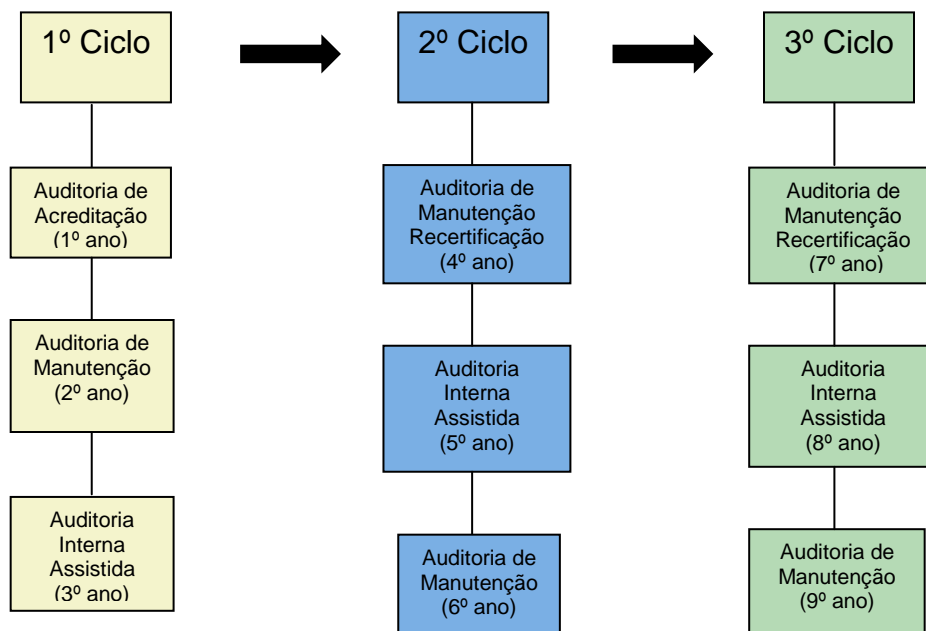 1º Ciclo
Auditoria de
Acreditação
(1º ano)
Auditoria de
Manutenção
(2º ano)
Auditoria
Interna
Assistida
(3º ano)
2º Ciclo
Auditoria de
Manutenção
Recertificação
(4º ano)
Auditoria
Interna
Assistida
(5º ano)
Auditoria de
Manutenção
(6º ano)
3º Ciclo
Auditoria de
Manutenção
Recertificação
(7º ano)
Auditoria
Interna
Assistida
(8º ano)
Auditoria de
Manutenção
(9º ano)